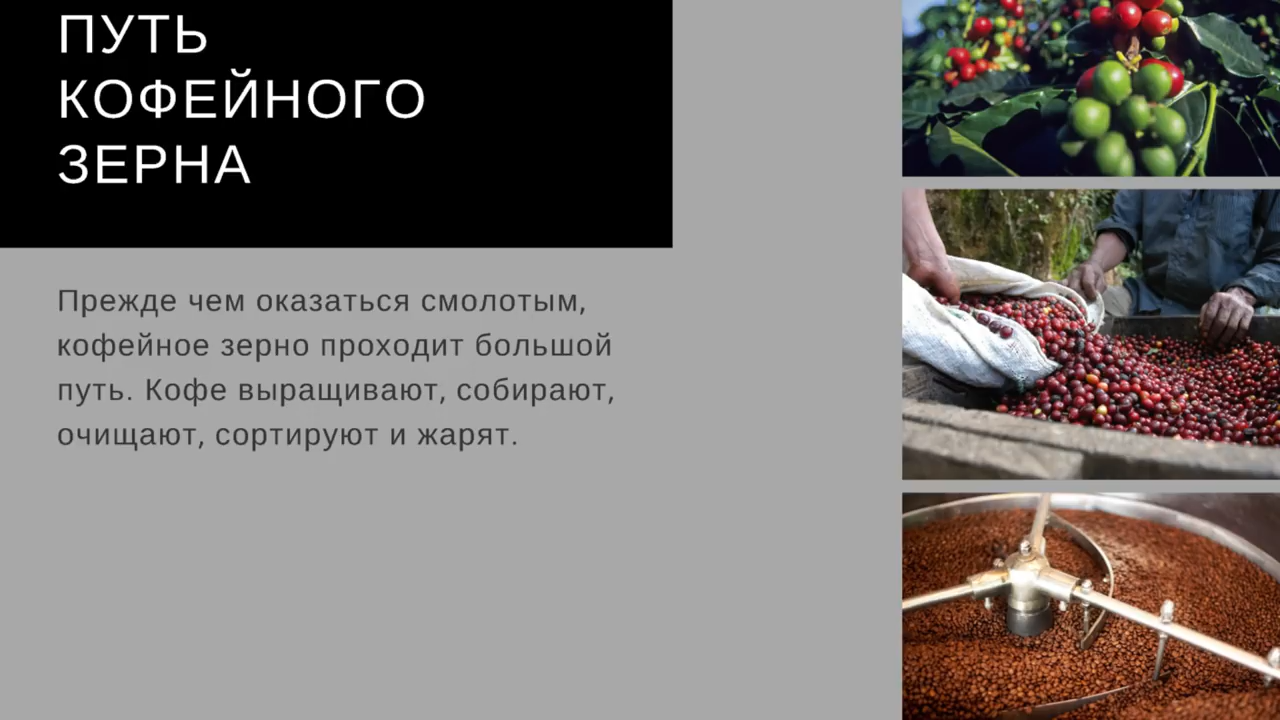 ПУТЬ
КОФЕЙНОГО
ЗЕРНА
Прежде чем оказаться смолотым,
кофейное зерно проходит большой
путь. Кофе выращивают, собирают,
очищают, сортируют и жарят.